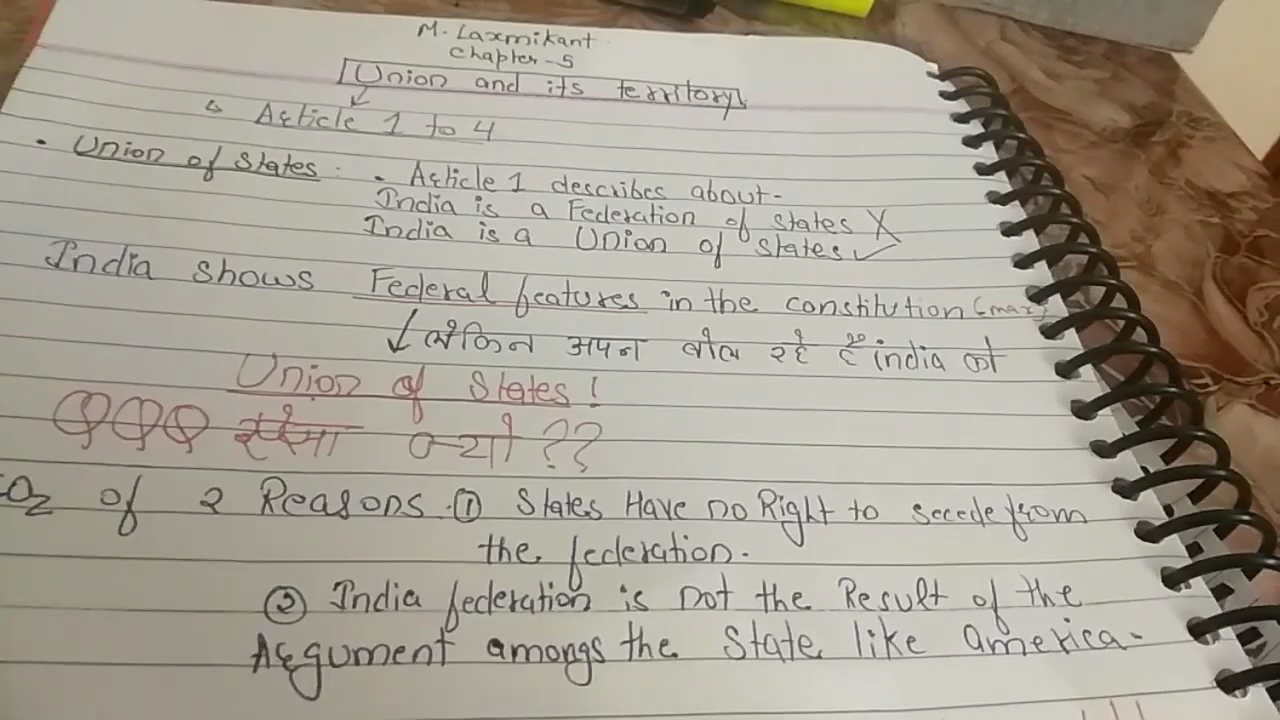 M. Laxmikant
Chapter-5
Union and its territory
Article 1 to 4
• Union of States : • Article 1 describes about-
India is a Federation of states X
India is a Union of states ✓
India shows Federal features in the constitution (max)
लेकिन अपन बोल रहे हैं india को
Union of States!
क्यों ??
of 2 Reasons. ① States Have no Right to secede from
the federation.
② India federation is not the Result of the
Argument amongs the State like america-